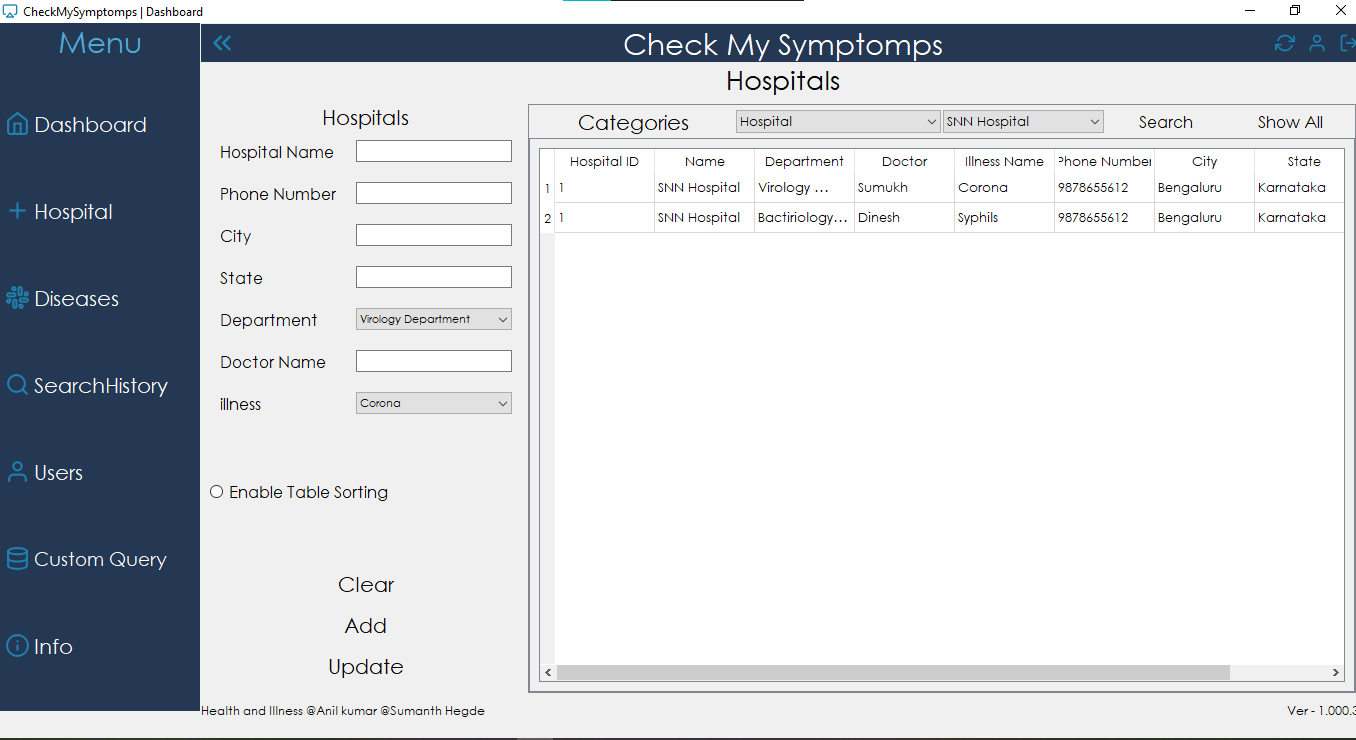 CheckMySymptomps | Dashboard
Menu
Check My Symptomps
Hospitals
Dashboard
Hospital
Diseases
SearchHistory
Users
Custom Query
Info
Hospitals
Hospital Name
Phone Number
City
State
Department Virology Department
Doctor Name
illness Corona
Enable Table Sorting
Clear
Add
Update
Categories Hospital SNN Hospital Search Show All
Hospital ID Name Department Doctor Illness Name Phone Number City State
1 1 SNN Hospital Virology ... Sumukh Corona 9878655612 Bengaluru Karnataka
2 1 SNN Hospital Bactiriology... Dinesh Syphils 9878655612 Bengaluru Karnataka
Health and Illness @Anil kumar @Sumanth Hegde
Ver - 1.000.3